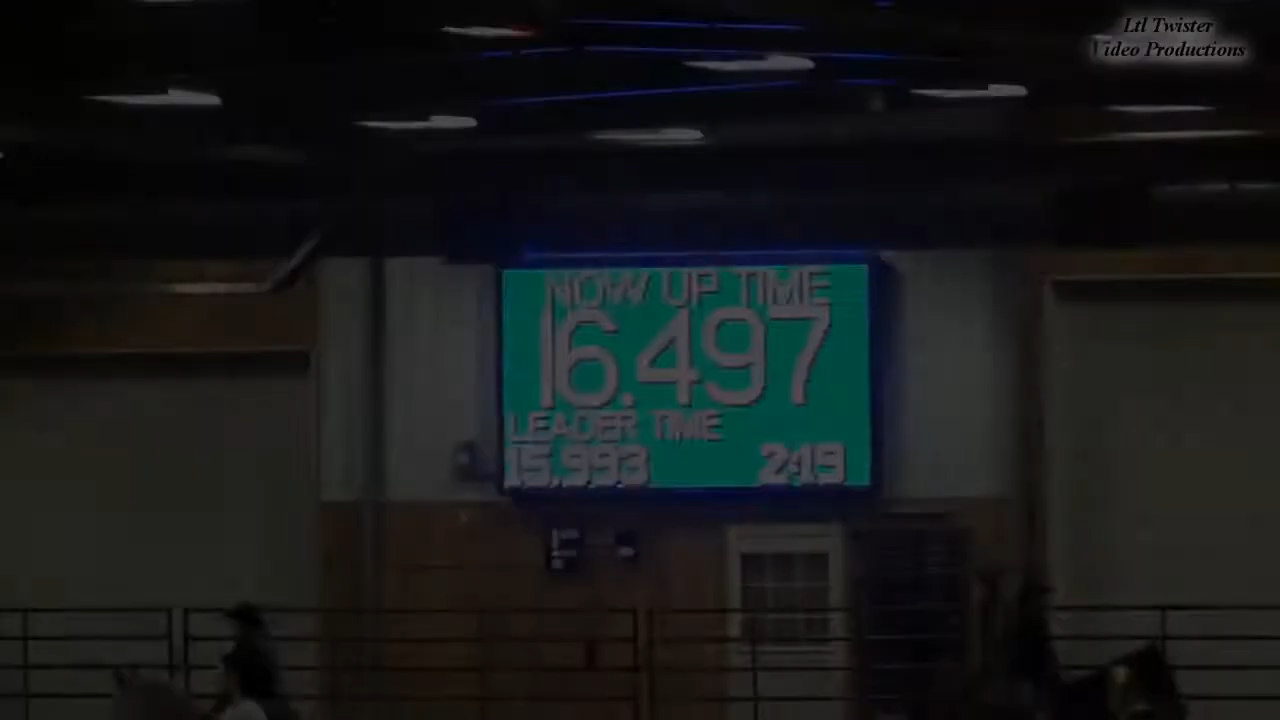 Ltl Twister
Video Productions
NOW UP TIME
16.497
LEADER TIME
15.993 2:19